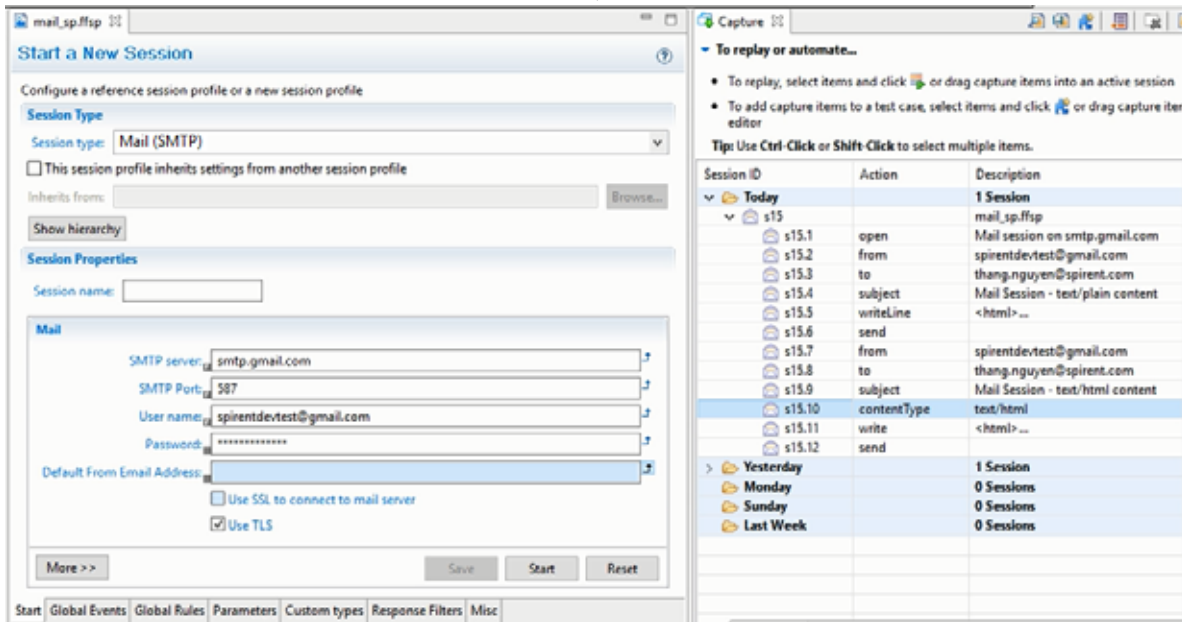 mail_sp.ffsp
Start a New Session
Configure a reference session profile or a new session profile
Session Type
Session type: Mail (SMTP)
This session profile inherits settings from another session profile
Inherits from: Browse...
Show hierarchy
Session Properties
Session name:
Mail
SMTP server: smtp.gmail.com
SMTP Port: 587
User name: spirentdevtest@gmail.com
Password: *************
Default From Email Address:
Use SSL to connect to mail server
Use TLS
More >> Save Start Reset
Start Global Events Global Rules Parameters Custom types Response Filters Misc
Capture
To replay or automate...
• To replay, select items and click or drag capture items into an active session
• To add capture items to a test case, select items and click or drag capture iter
editor
Tip: Use Ctrl-Click or Shift-Click to select multiple items.
Session ID Action Description
Today 1 Session
s15 mail_sp.ffsp
s15.1 open Mail session on smtp.gmail.com
s15.2 from spirentdevtest@gmail.com
s15.3 to thang.nguyen@spirent.com
s15.4 subject Mail Session - text/plain content
s15.5 writeLine <html>...
s15.6 send
s15.7 from spirentdevtest@gmail.com
s15.8 to thang.nguyen@spirent.com
s15.9 subject Mail Session - text/html content
s15.10 contentType text/html
s15.11 write <html>...
s15.12 send
Yesterday 1 Session
Monday 0 Sessions
Sunday 0 Sessions
Last Week 0 Sessions